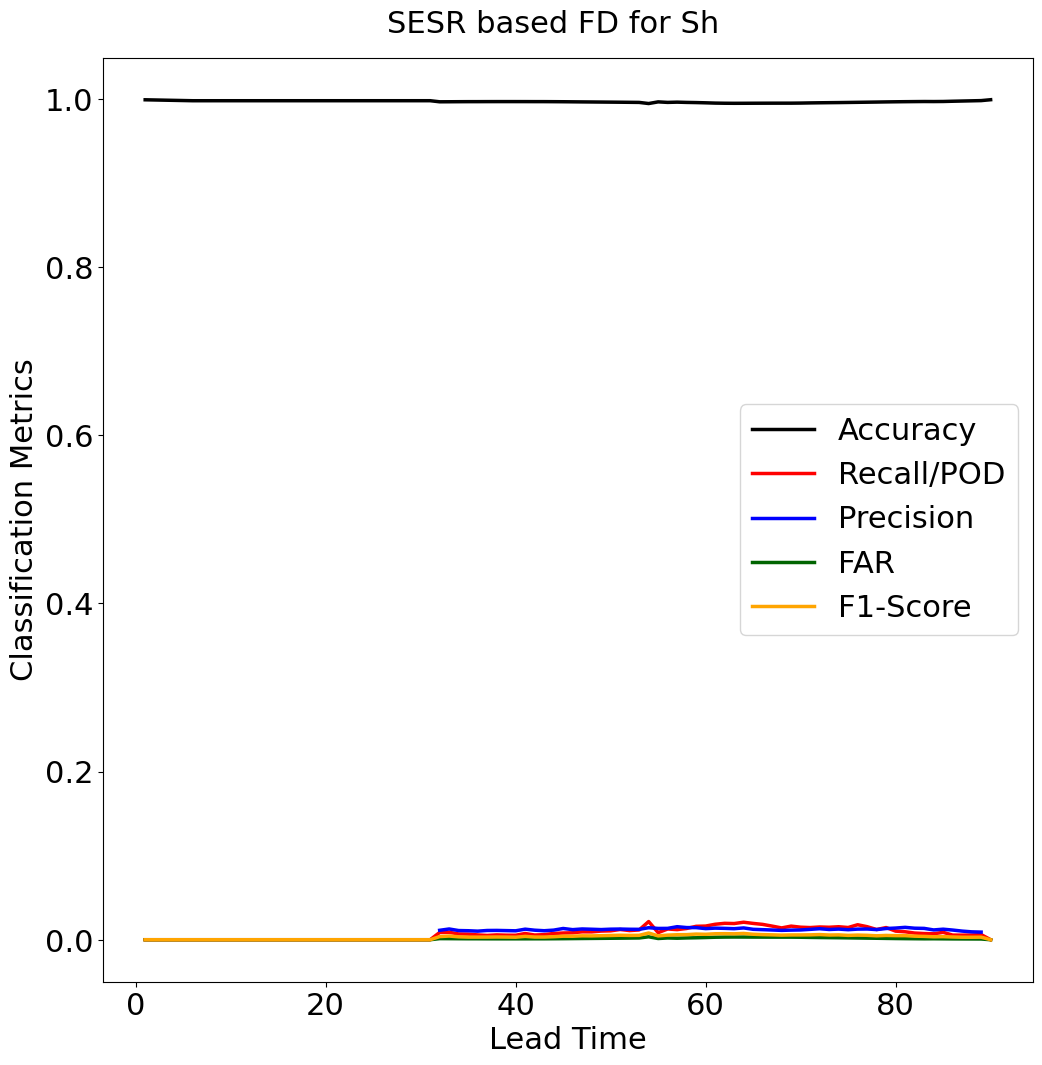 SESR based FD for Sh
Classification Metrics
1.0
0.8
0.6
0.4
0.2
0.0
Accuracy
Recall/POD
Precision
FAR
F1-Score
0 20 40 60 80
Lead Time